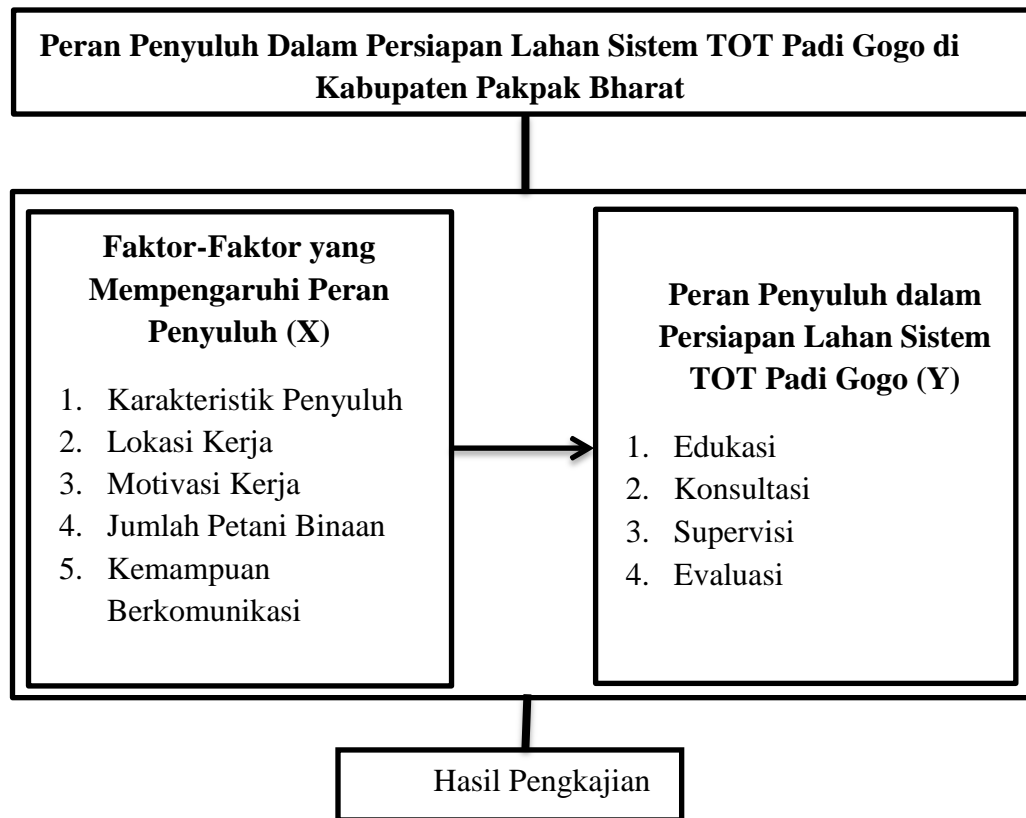 Peran Penyuluh Dalam Persiapan Lahan Sistem TOT Padi Gogo di
Kabupaten Pakpak Bharat
Faktor-Faktor yang
Mempengaruhi Peran
Penyuluh (X)
1. Karakteristik Penyuluh
2. Lokasi Kerja
3. Motivasi Kerja
4. Jumlah Petani Binaan
5. Kemampuan
Berkomunikasi
Peran Penyuluh dalam
Persiapan Lahan Sistem
TOT Padi Gogo (Y)
1. Edukasi
2. Konsultasi
3. Supervisi
4. Evaluasi
Hasil Pengkajian